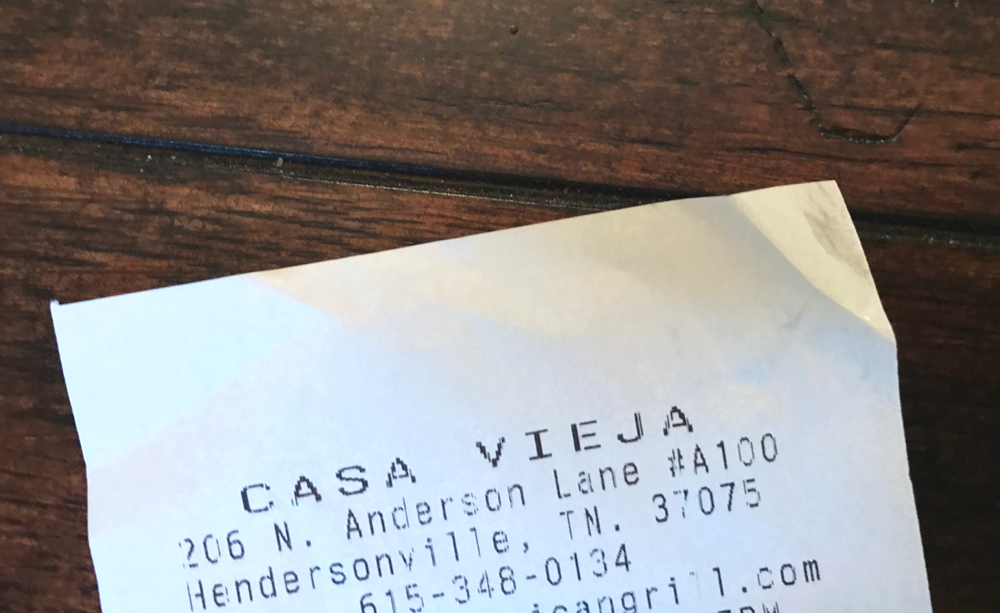 CASA VIEJA
206 N. Anderson Lane #A100
Hendersonville, TN. 37075
615-348-0134